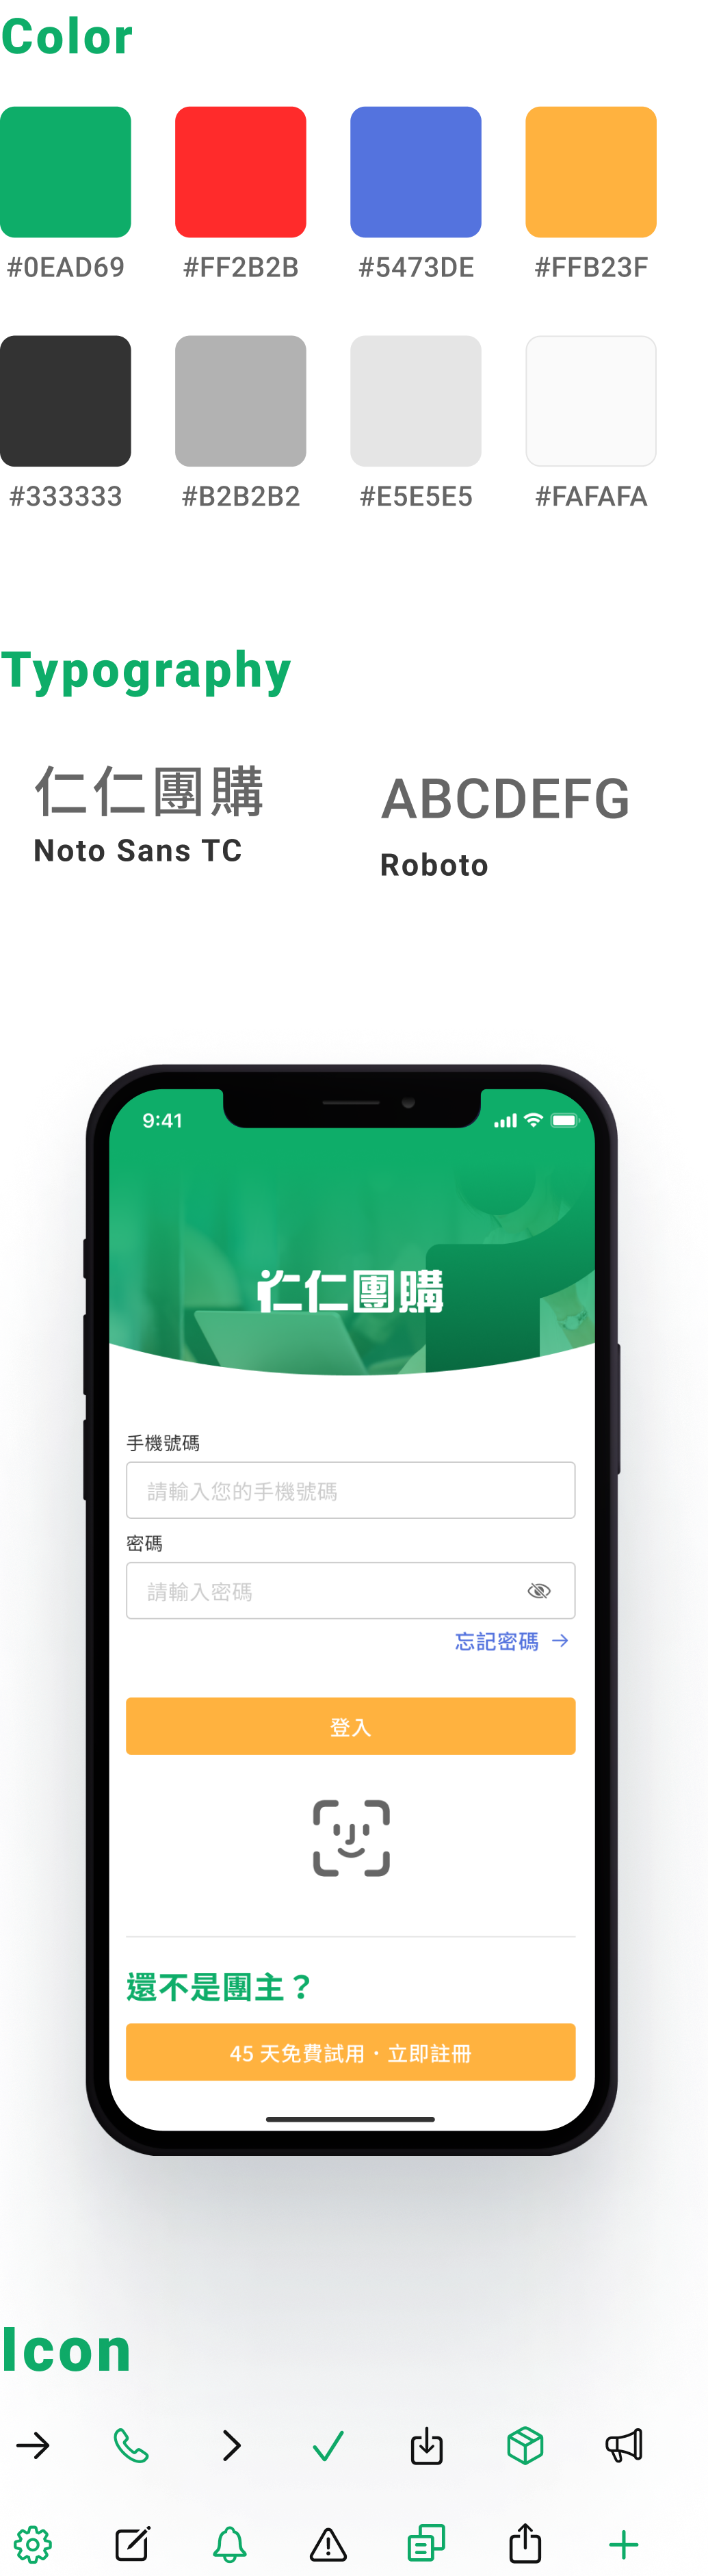 Color
#0EAD69 #FF2B2B #5473DE #FFB23F
#333333 #B2B2B2 #E5E5E5 #FAFAFA
Typography
仁仁團購
Noto Sans TC
ABCDEFG
Roboto
9:41
仁仁團購
手機號碼
請輸入您的手機號碼
密碼
請輸入密碼
忘記密碼 →
登入
還不是團主？
45 天免費試用・立即註冊
Icon